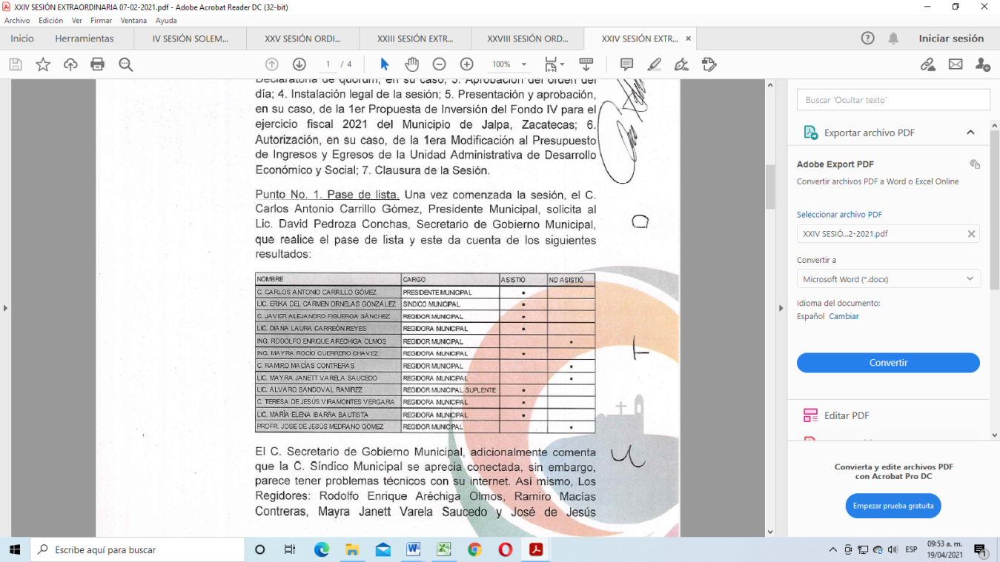 XXIV SESIÓN EXTRAORDINARIA 07-02-2021.pdf - Adobe Acrobat Reader DC (32-bit)
Archivo Edición Ver Firmar Ventana Ayuda
Inicio Herramientas IV SESIÓN SOLEM... XXV SESIÓN ORDI... XXIII SESIÓN EXTR... XXVIII SESIÓN ORD... XXIV SESIÓN EXTR... × Iniciar sesión
1 / 4 100%
Declaratoria de quórum, en su caso; 3. Aprobación del orden del
día; 4. Instalación legal de la sesión; 5. Presentación y aprobación,
en su caso, de la 1er Propuesta de Inversión del Fondo IV para el
ejercicio fiscal 2021 del Municipio de Jalpa, Zacatecas; 6.
Autorización, en su caso, de la 1era Modificación al Presupuesto
de Ingresos y Egresos de la Unidad Administrativa de Desarrollo
Económico y Social; 7. Clausura de la Sesión.
Punto No. 1. Pase de lista. Una vez comenzada la sesión, el C.
Carlos Antonio Carrillo Gómez, Presidente Municipal, solicita al
Lic. David Pedroza Conchas, Secretario de Gobierno Municipal,
que realice el pase de lista y este da cuenta de los siguientes
resultados:
NOMBRE CARGO ASISTIÓ NO ASISTIÓ
C. CARLOS ANTONIO CARRILLO GÓMEZ PRESIDENTE MUNICIPAL •
LIC. ERIKA DEL CARMEN ORNELAS GONZÁLEZ SÍNDICO MUNICIPAL •
C. JAVIER ALEJANDRO FIGUEROA SÁNCHEZ REGIDOR MUNICIPAL •
LIC. DIANA LAURA CARREÓN REYES REGIDORA MUNICIPAL •
ING. RODOLFO ENRIQUE ARECHIGA OLMOS REGIDOR MUNICIPAL •
ING. MAYRA ROCÍO GUERRERO CHAVEZ REGIDORA MUNICIPAL •
C. RAMIRO MACÍAS CONTRERAS REGIDOR MUNICIPAL •
LIC. MAYRA JANETT VARELA SAUCEDO REGIDORA MUNICIPAL •
LIC. ALVARO SANDOVAL RAMIREZ REGIDOR MUNICIPAL SUPLENTE •
C. TERESA DE JESÚS VIRAMONTES VERGARA REGIDORA MUNICIPAL •
LIC. MARÍA ELENA IBARRA BAUTISTA REGIDORA MUNICIPAL •
PROFR. JOSE DE JESÚS MEDRANO GÓMEZ REGIDOR MUNICIPAL •
El C. Secretario de Gobierno Municipal, adicionalmente comenta
que la C. Síndico Municipal se aprecia conectada, sin embargo,
parece tener problemas técnicos con su internet. Así mismo, Los
Regidores: Rodolfo Enrique Aréchiga Olmos, Ramiro Macías
Contreras, Mayra Janett Varela Saucedo y José de Jesús
Buscar 'Ocultar texto'
Exportar archivo PDF
Adobe Export PDF
Convertir archivos PDF a Word o Excel Online
Seleccionar archivo PDF
XXIV SESIÓ...2-2021.pdf ×
Convertir a
Microsoft Word (*.docx)
Idioma del documento:
Español Cambiar
Convertir
Editar PDF
Convierta y edite archivos PDF
con Acrobat Pro DC
Empezar prueba gratuita
Escribe aquí para buscar
ESP
09:53 a. m.
19/04/2021
1